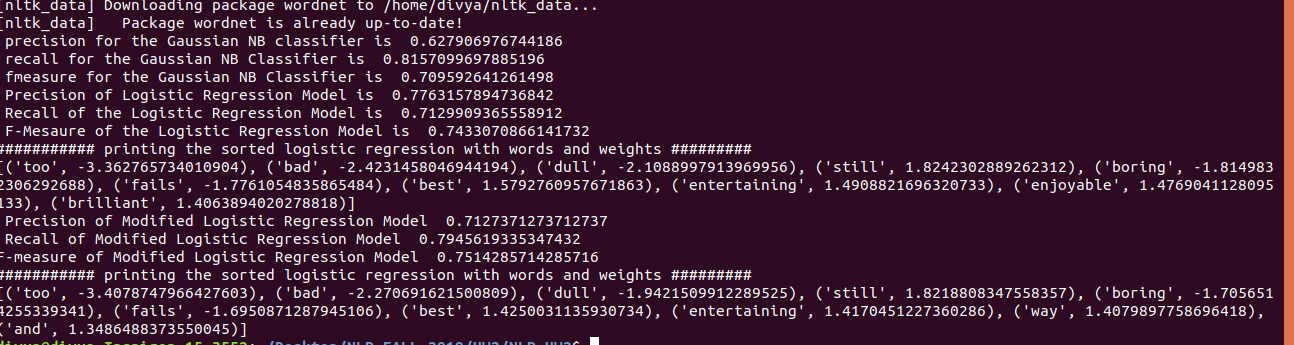 [nltk_data] Downloading package wordnet to /home/divya/nltk_data...
[nltk_data]   Package wordnet is already up-to-date!
precision for the Gaussian NB classifier is  0.627906976744186
recall for the Gaussian NB Classifier is  0.8157099697885196
fmeasure for the Gaussian NB Classifier is  0.709592641261498
Precision of Logistic Regression Model is  0.7763157894736842
Recall of the Logistic Regression Model is  0.7129909365558912
F-Mesaure of the Logistic Regression Model is  0.7433070866141732
########### printing the sorted logistic regression with words and weights #########
[('too', -3.362765734010904), ('bad', -2.4231458046944194), ('dull', -2.1088997913969956), ('still', 1.8242302889262312), ('boring', -1.814983
2306292688), ('fails', -1.7761054835865484), ('best', 1.5792760957671863), ('entertaining', 1.4908821696320733), ('enjoyable', 1.4769041128095
133), ('brilliant', 1.4063894020278818)]
Precision of Modified Logistic Regression Model  0.7127371273712737
Recall of Modified Logistic Regression Model  0.7945619335347432
F-measure of Modified Logistic Regression Model  0.7514285714285716
########### printing the sorted logistic regression with words and weights #########
[('too', -3.4078747966427603), ('bad', -2.270691621500809), ('dull', -1.9421509912289525), ('still', 1.8218808347558357), ('boring', -1.705651
4255339341), ('fails', -1.6950871287945106), ('best', 1.4250031135930734), ('entertaining', 1.4170451227360286), ('way', 1.4079897758696418),
('and', 1.3486488373550045)]